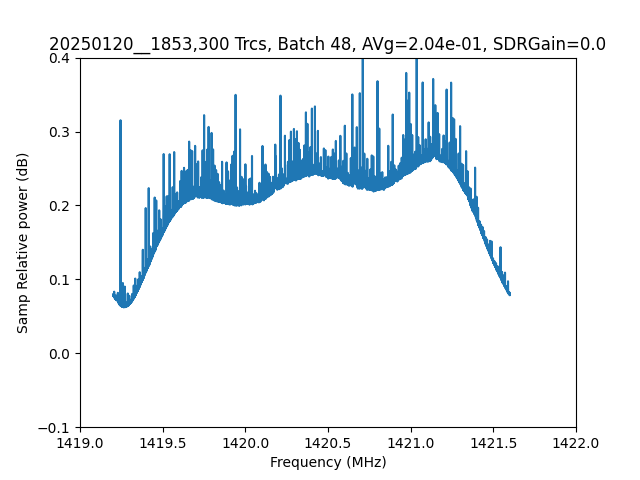 20250120__1853,300 Trcs, Batch 48, AVg=2.04e-01, SDRGain=0.0
Samp Relative power (dB)
0.4
0.3
0.2
0.1
0.0
−0.1
1419.0 1419.5 1420.0 1420.5 1421.0 1421.5 1422.0
Frequency (MHz)